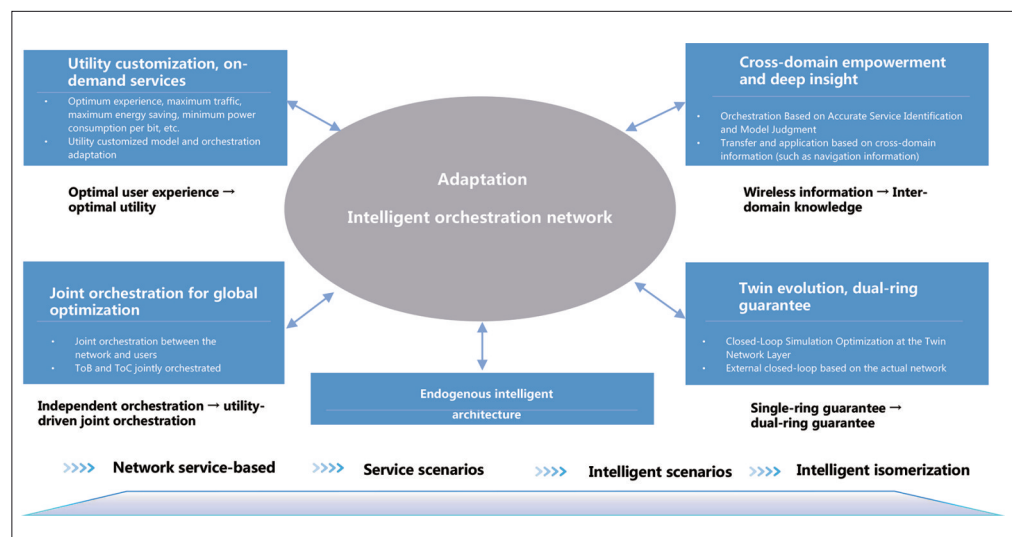 Utility customization, on-
demand services
• Optimum experience, maximum traffic,
maximum energy saving, minimum power
consumption per bit, etc.
• Utility customized model and orchestration
adaptation
Optimal user experience →
optimal utility
Cross-domain empowerment
and deep insight
• Orchestration Based on Accurate Service Identification
and Model Judgment
• Transfer and application based on cross-domain
information (such as navigation information)
Wireless information → Inter-
domain knowledge
Adaptation
Intelligent orchestration network
Joint orchestration for global
optimization
• Joint orchestration between the
network and users
• ToB and ToC jointly orchestrated
Independent orchestration → utility-
driven joint orchestration
Endogenous intelligent
architecture
Twin evolution, dual-ring
guarantee
• Closed-Loop Simulation Optimization at the Twin
Network Layer
• External closed-loop based on the actual network
Single-ring guarantee →
dual-ring guarantee
>>>> Network service-based >>>> Service scenarios >>>> Intelligent scenarios >>>> Intelligent isomerization